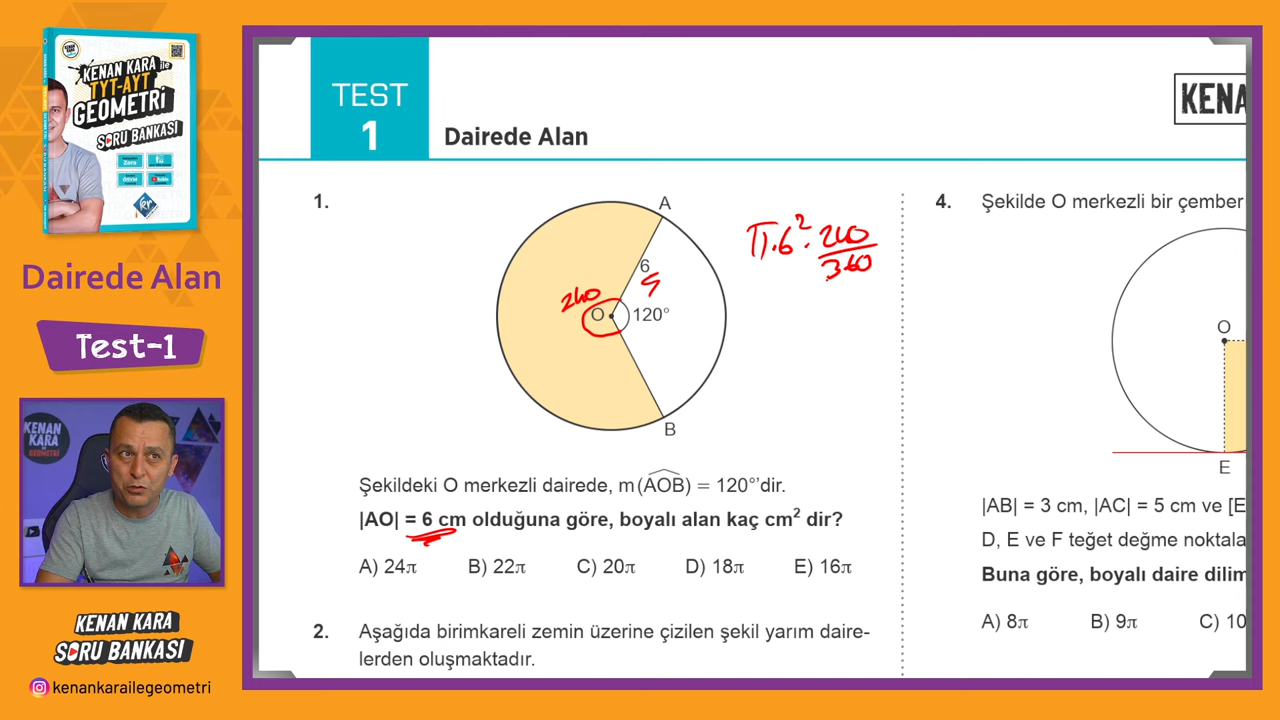 KENAN KARA ile
TYT-AYT
GEOMETRİ
SORU BANKASI
Dairede Alan
Test-1
KENAN
KARA
GEOMETRİ
KENAN KARA
SORU BANKASI
kenankarailegeometri
TEST
1
Dairede Alan
KENA
1.
A
6
240
O
120°
B
π.6². 240/360
Şekildeki O merkezli dairede, m(AOB) = 120°'dir.
|AO| = 6 cm olduğuna göre, boyalı alan kaç cm² dir?
A) 24π B) 22π C) 20π D) 18π E) 16π
2. Aşağıda birimkareli zemin üzerine çizilen şekil yarım daire-
lerden oluşmaktadır.
4. Şekilde O merkezli bir çember
O
E
|AB| = 3 cm, |AC| = 5 cm ve [E
D, E ve F teğet değme noktala
Buna göre, boyalı daire dilim
A) 8π B) 9π C) 10